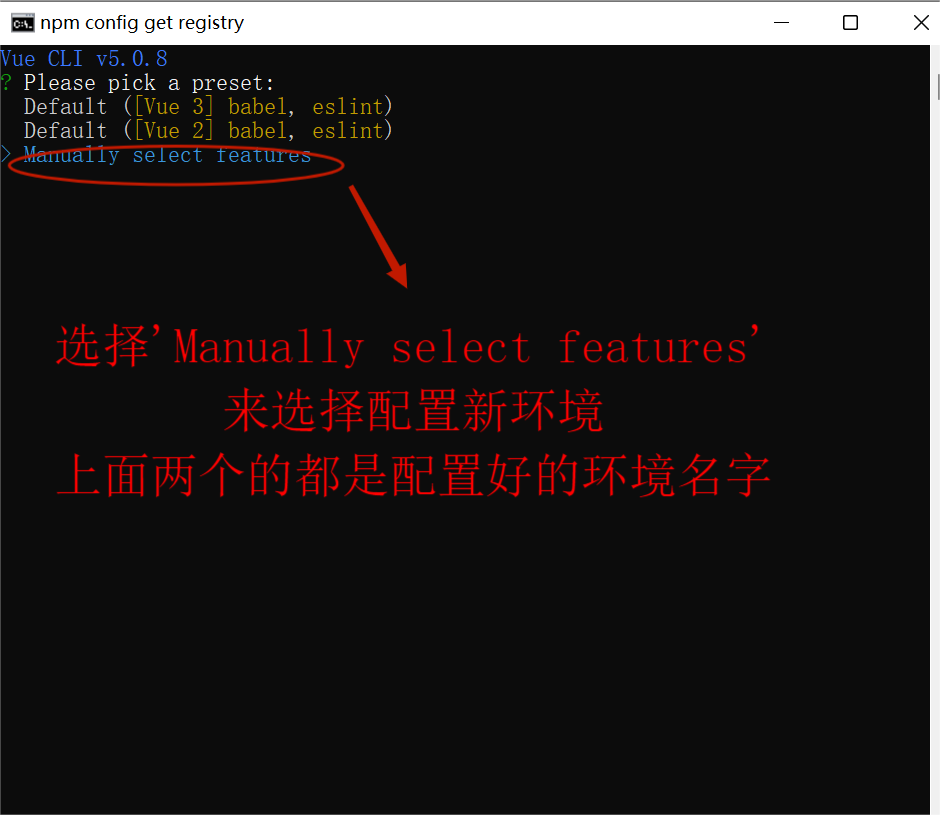 npm config get registry
Vue CLI v5.0.8
? Please pick a preset:
Default ([Vue 3] babel, eslint)
Default ([Vue 2] babel, eslint)
> Manually select features
选择'Manually select features'
来选择配置新环境
上面两个的都是配置好的环境名字